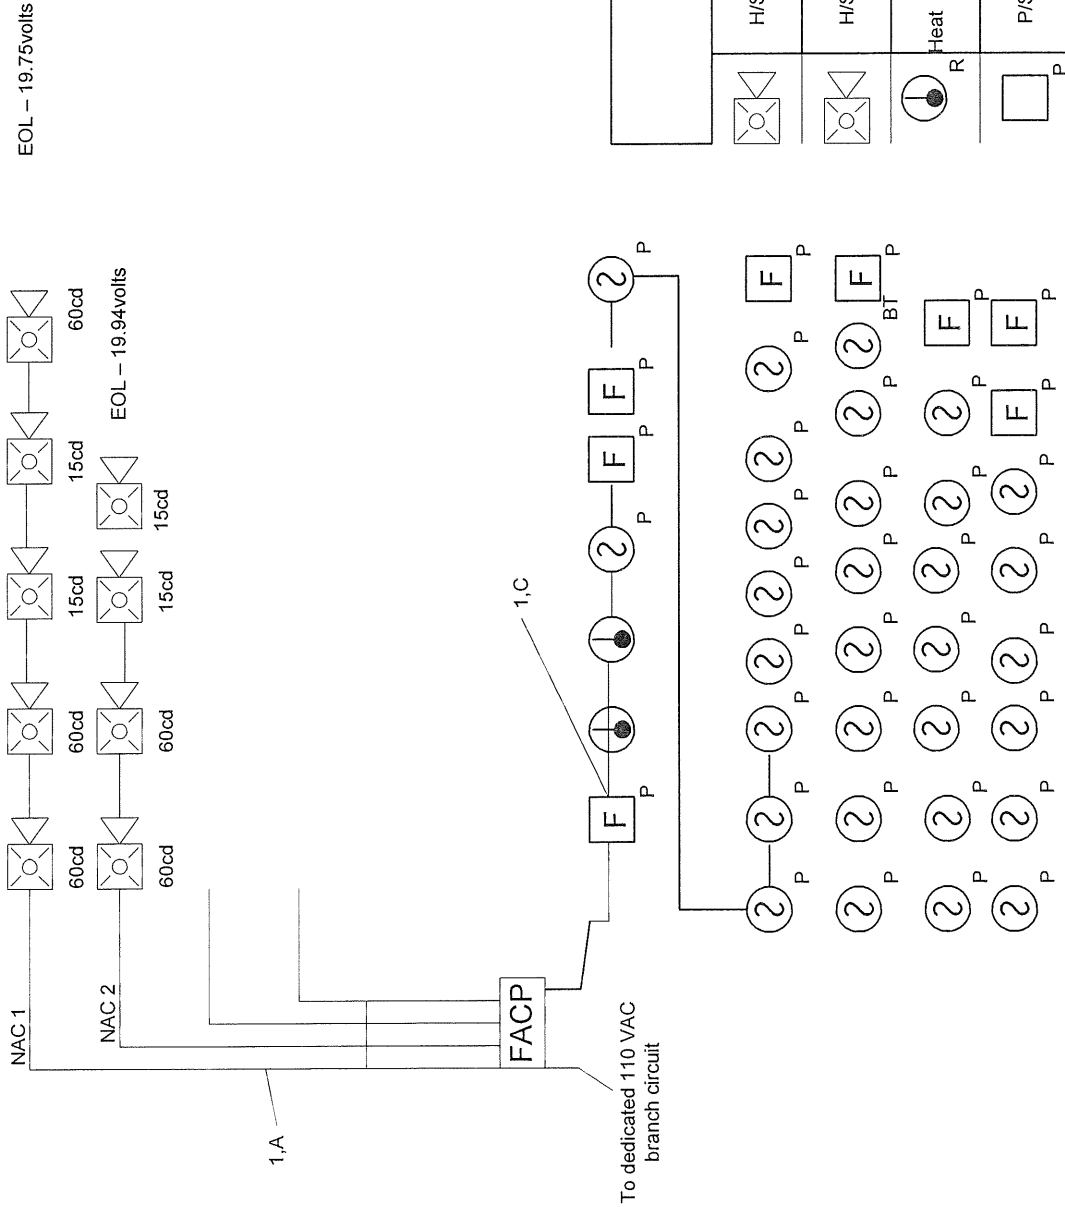 NAC 1
60cd 60cd 15cd 15cd 60cd
EOL – 19.75volts
NAC 2
60cd 60cd 15cd 15cd
EOL – 19.94volts
1,A
FACP
To dedicated 110 VAC
branch circuit
1,C
F F F
P P P P P
F
P P P P P P P P P
F
P P P P P P P BT P
F
P P P P P P P P
F F
P P P P P P P P
H/S
H/S
R Heat
P P/S